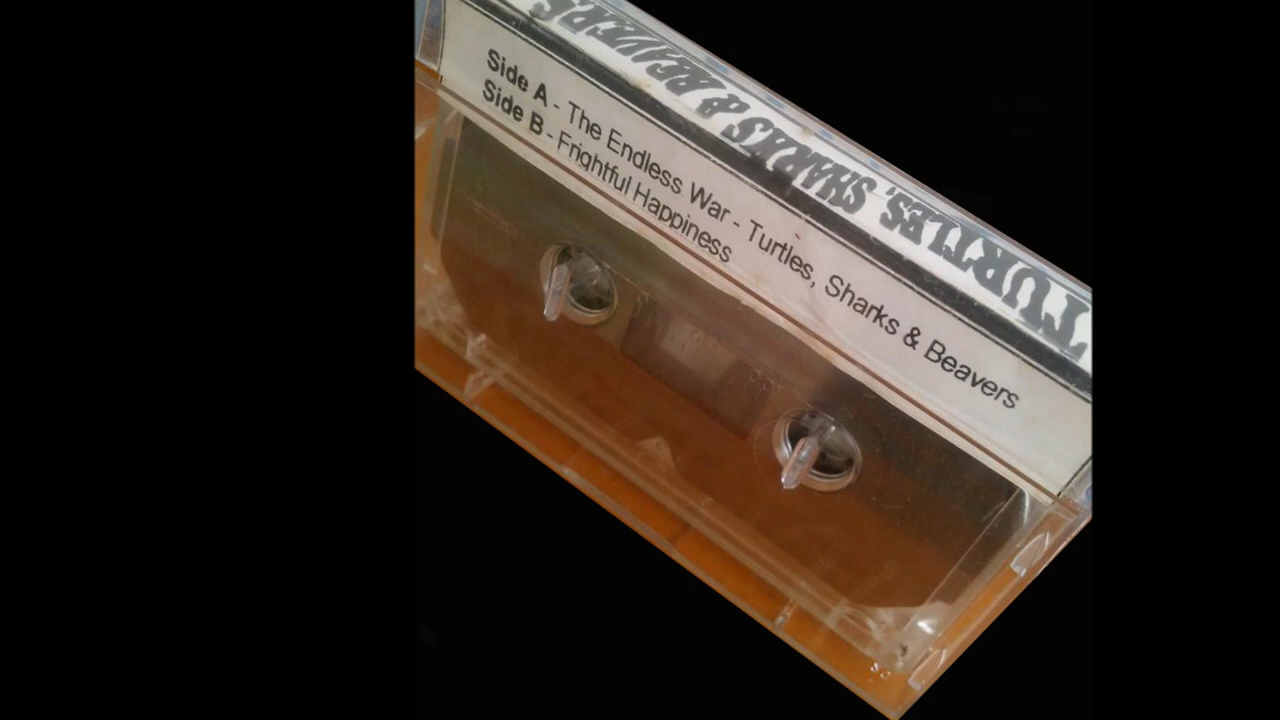 TURTLES, SHARKS & BEAVERS
Side A - The Endless War - Turtles, Sharks & Beavers
Side B - Frightful Happiness